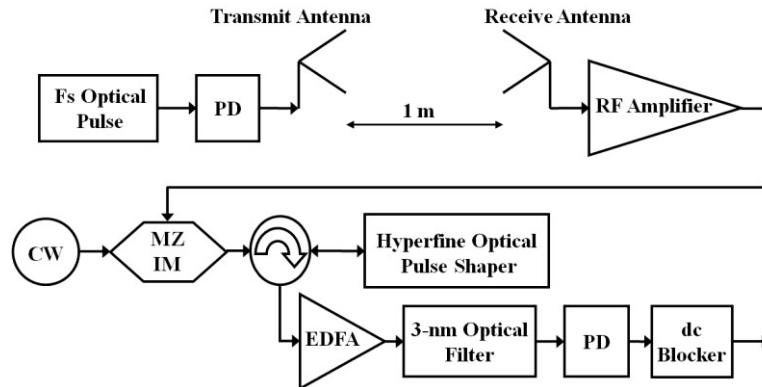 Transmit Antenna
Receive Antenna
Fs Optical
Pulse
PD
1 m
RF Amplifier
CW
MZ
IM
Hyperfine Optical
Pulse Shaper
EDFA
3-nm Optical
Filter
PD
dc
Blocker